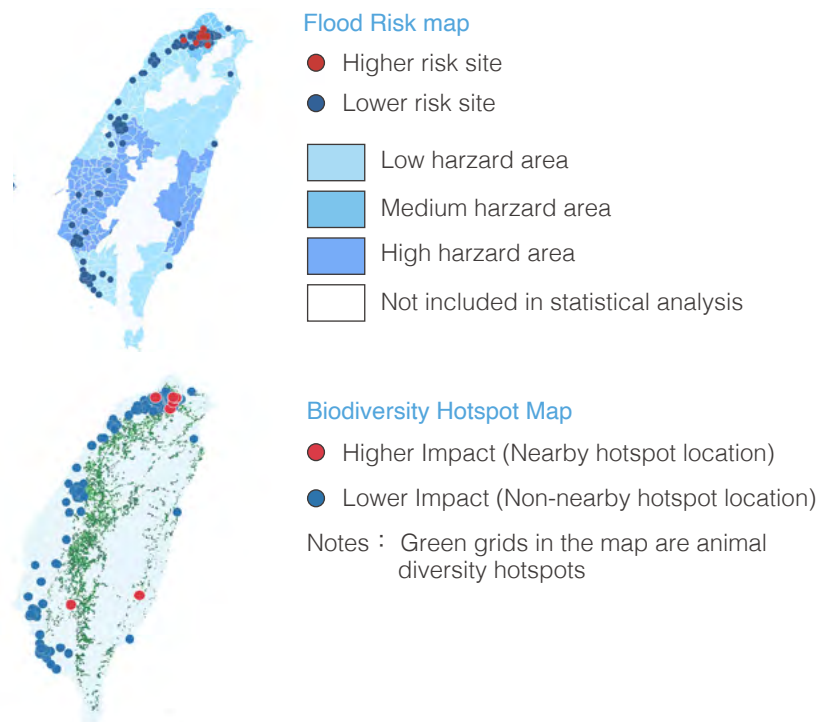 Flood Risk map
Higher risk site
Lower risk site
Low harzard area
Medium harzard area
High harzard area
Not included in statistical analysis
Biodiversity Hotspot Map
Higher Impact (Nearby hotspot location)
Lower Impact (Non-nearby hotspot location)
Notes： Green grids in the map are animal
diversity hotspots